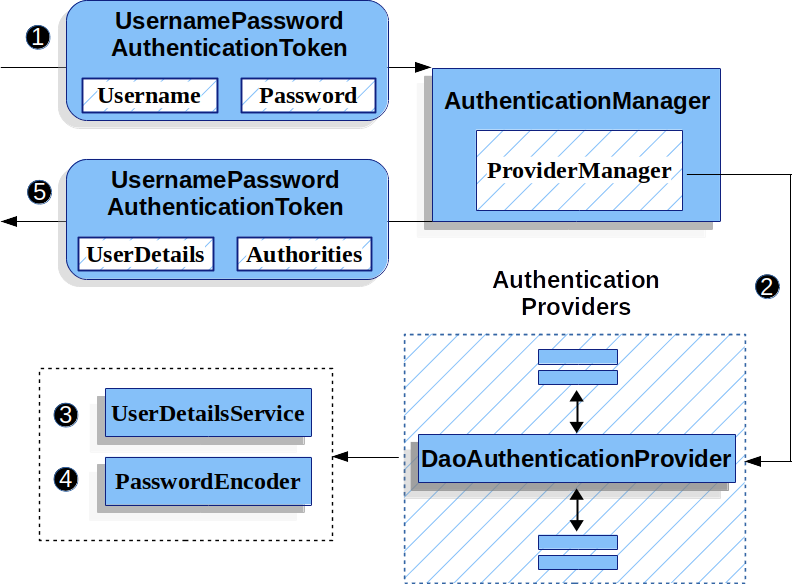 1
UsernamePassword
AuthenticationToken
Username
Password
AuthenticationManager
ProviderManager
5
UsernamePassword
AuthenticationToken
UserDetails
Authorities
2
Authentication
Providers
3
UserDetailsService
DaoAuthenticationProvider
4
PasswordEncoder